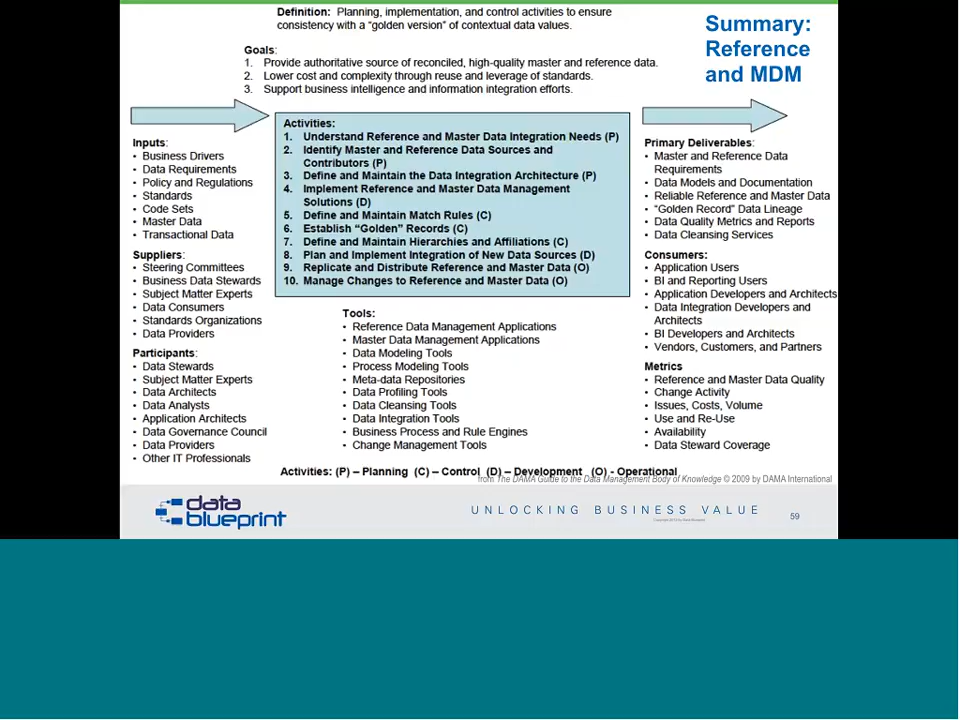 Definition: Planning, implementation, and control activities to ensure
consistency with a “golden version” of contextual data values.
Summary:
Reference
and MDM
Goals:
1. Provide authoritative source of reconciled, high-quality master and reference data.
2. Lower cost and complexity through reuse and leverage of standards.
3. Support business intelligence and information integration efforts.
Inputs:
• Business Drivers
• Data Requirements
• Policy and Regulations
• Standards
• Code Sets
• Master Data
• Transactional Data
Suppliers:
• Steering Committees
• Business Data Stewards
• Subject Matter Experts
• Data Consumers
• Standards Organizations
• Data Providers
Participants:
• Data Stewards
• Subject Matter Experts
• Data Architects
• Data Analysts
• Application Architects
• Data Governance Council
• Data Providers
• Other IT Professionals
Activities:
1. Understand Reference and Master Data Integration Needs (P)
2. Identify Master and Reference Data Sources and
Contributors (P)
3. Define and Maintain the Data Integration Architecture (P)
4. Implement Reference and Master Data Management
Solutions (D)
5. Define and Maintain Match Rules (C)
6. Establish “Golden” Records (C)
7. Define and Maintain Hierarchies and Affiliations (C)
8. Plan and Implement Integration of New Data Sources (D)
9. Replicate and Distribute Reference and Master Data (O)
10. Manage Changes to Reference and Master Data (O)
Tools:
• Reference Data Management Applications
• Master Data Management Applications
• Data Modeling Tools
• Process Modeling Tools
• Meta-data Repositories
• Data Profiling Tools
• Data Cleansing Tools
• Data Integration Tools
• Business Process and Rule Engines
• Change Management Tools
Primary Deliverables:
• Master and Reference Data
Requirements
• Data Models and Documentation
• Reliable Reference and Master Data
• “Golden Record” Data Lineage
• Data Quality Metrics and Reports
• Data Cleansing Services
Consumers:
• Application Users
• BI and Reporting Users
• Application Developers and Architects
• Data Integration Developers and
Architects
• BI Developers and Architects
• Vendors, Customers, and Partners
Metrics
• Reference and Master Data Quality
• Change Activity
• Issues, Costs, Volume
• Use and Re-Use
• Availability
• Data Steward Coverage
Activities: (P) – Planning (C) – Control (D) – Development (O) - Operational
from The DAMA Guide to the Data Management Body of Knowledge © 2009 by DAMA International
data
blueprint
UNLOCKING BUSINESS VALUE
59